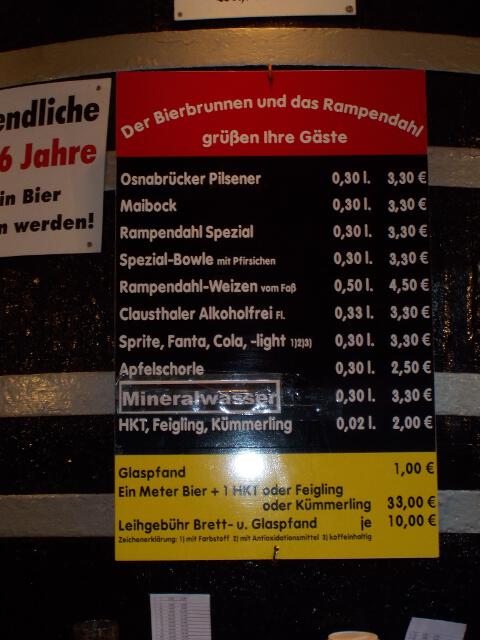 endliche
6 Jahre
in Bier
n werden!
Der Bierbrunnen und das Rampendahl
grüßen Ihre Gäste
Osnabrücker Pilsener 0,30 l. 3,30 €
Maibock 0,30 l. 3,30 €
Rampendahl Spezial 0,30 l. 3,30 €
Spezial-Bowle mit Pfirsichen 0,30 l. 3,30 €
Rampendahl-Weizen vom Faß 0,50 l. 4,50 €
Clausthaler Alkoholfrei Fl. 0,33 l. 3,30 €
Sprite, Fanta, Cola, -light 1)2)3) 0,30 l. 3,30 €
Apfelschorle 0,30 l. 2,50 €
Mineralwasser 0,30 l. 3,30 €
HKT, Feigling, Kümmerling 0,02 l. 2,00 €
Glaspfand 1,00 €
Ein Meter Bier + 1 HKT oder Feigling
oder Kümmerling 33,00 €
Leihgebühr Brett- u. Glaspfand je 10,00 €
Zeichenerklärung: 1) mit Farbstoff 2) mit Antioxidationsmittel 3) koffeinhaltig